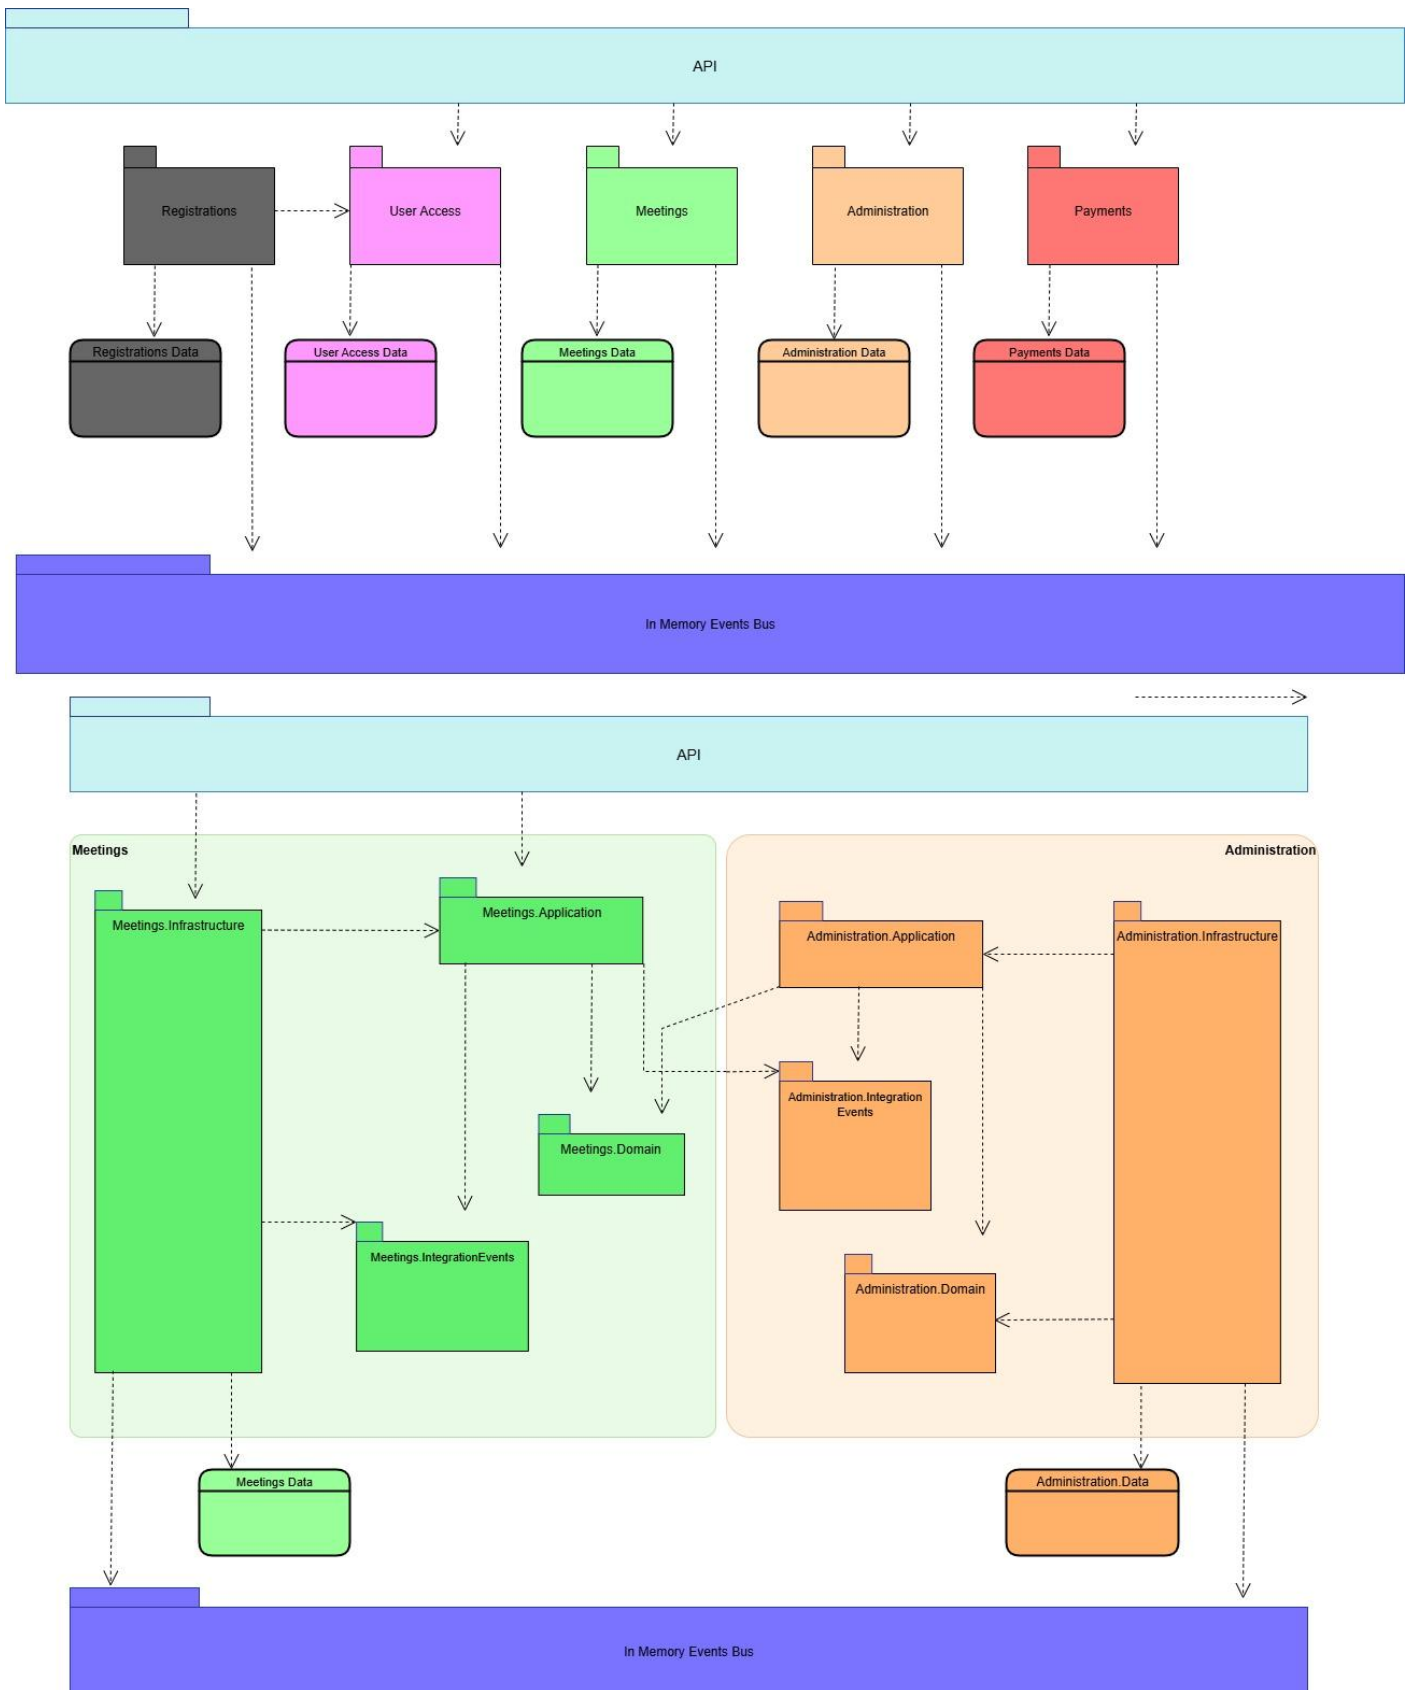 API
Registrations
User Access
Meetings
Administration
Payments
Registrations Data
User Access Data
Meetings Data
Administration Data
Payments Data
In Memory Events Bus
API
Meetings
Administration
Meetings.Infrastructure
Meetings.Application
Administration.Application
Administration.Infrastructure
Administration.Integration
Events
Meetings.Domain
Meetings.IntegrationEvents
Administration.Domain
Meetings Data
Administration.Data
In Memory Events Bus